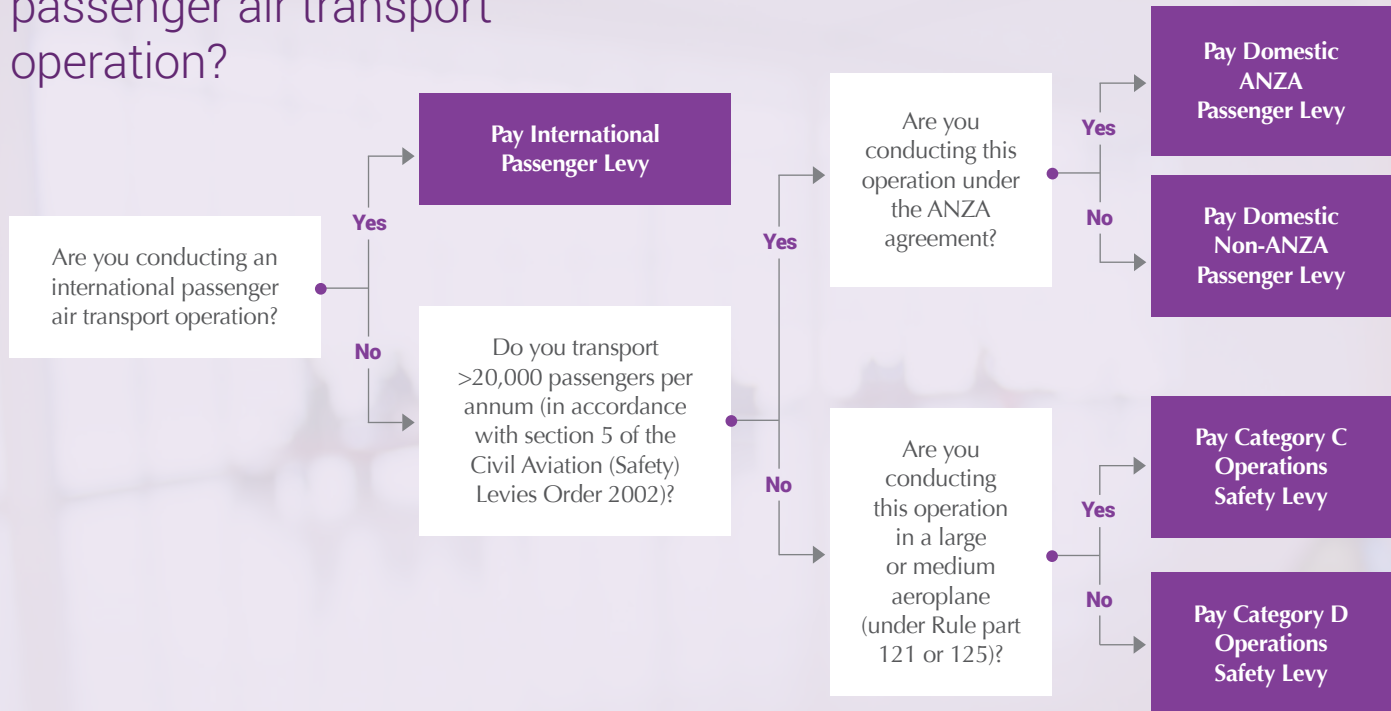 passenger air transport
operation?
Are you conducting an
international passenger
air transport operation?
Yes
No
Pay International
Passenger Levy
Do you transport
>20,000 passengers per
annum (in accordance
with section 5 of the
Civil Aviation (Safety)
Levies Order 2002)?
Yes
No
Are you
conducting this
operation under
the ANZA
agreement?
Yes
No
Pay Domestic
ANZA
Passenger Levy
Pay Domestic
Non-ANZA
Passenger Levy
Are you
conducting
this operation
in a large
or medium
aeroplane
(under Rule part
121 or 125)?
Yes
No
Pay Category C
Operations
Safety Levy
Pay Category D
Operations
Safety Levy